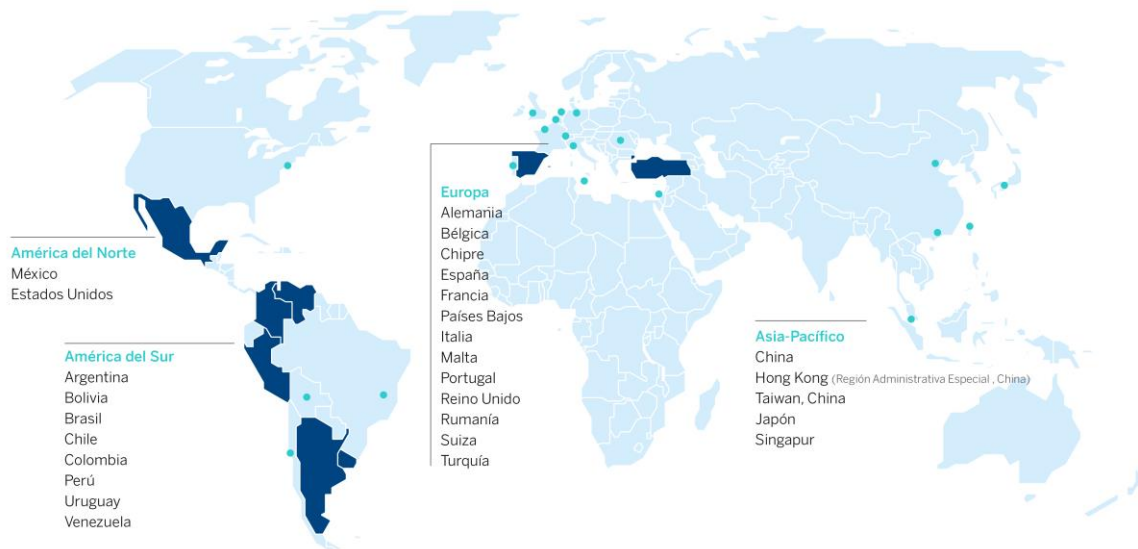 América del Norte
México
Estados Unidos
América del Sur
Argentina
Bolivia
Brasil
Chile
Colombia
Perú
Uruguay
Venezuela
Europa
Alemania
Bélgica
Chipre
España
Francia
Países Bajos
Italia
Malta
Portugal
Reino Unido
Rumanía
Suiza
Turquía
Asia-Pacífico
China
Hong Kong (Región Administrativa Especial , China)
Taiwan, China
Japón
Singapur